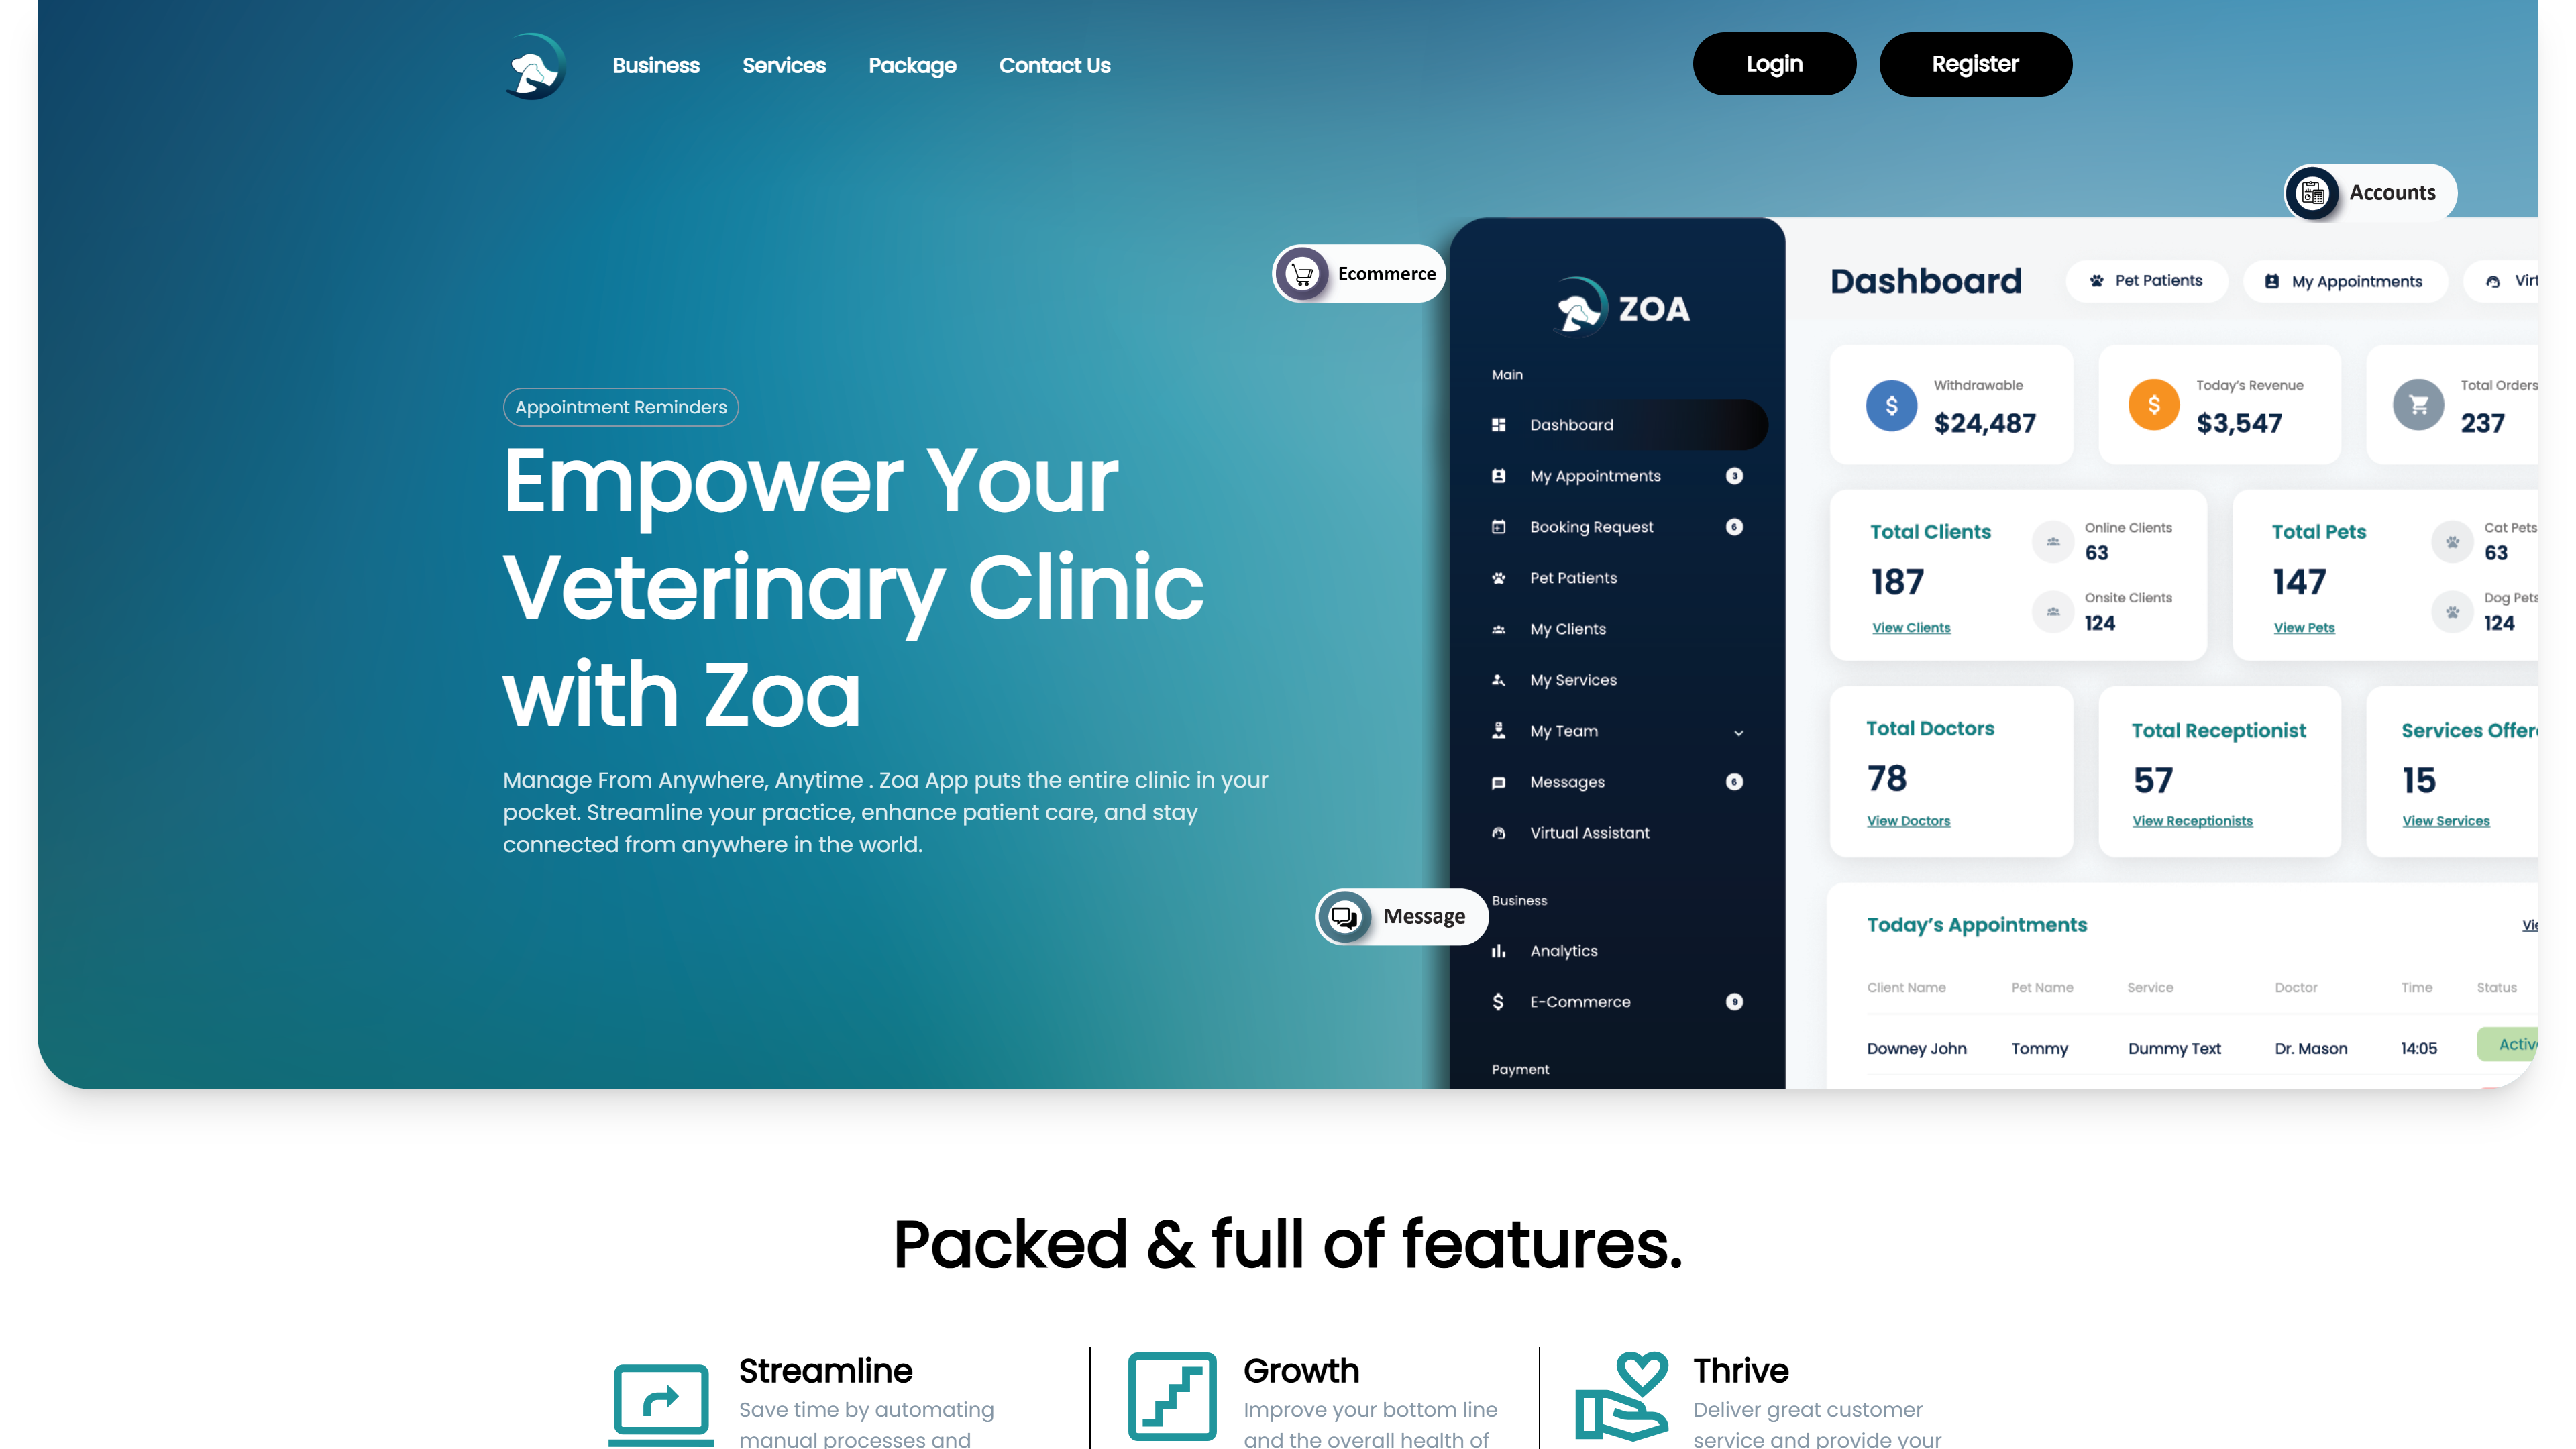 Business Services Package Contact Us
Login Register
Accounts
Ecommerce
Appointment Reminders
Empower Your
Veterinary Clinic
with Zoa
Manage From Anywhere, Anytime . Zoa App puts the entire clinic in your
pocket. Streamline your practice, enhance patient care, and stay
connected from anywhere in the world.
Message
ZOA
Main
Dashboard
My Appointments 3
Booking Request 6
Pet Patients
My Clients
My Services
My Team
Messages 6
Virtual Assistant
Business
Analytics
E-Commerce 9
Payment
Dashboard
Pet Patients My Appointments Virt
Withdrawable
$24,487
Today's Revenue
$3,547
Total Orders
237
Total Clients
187
View Clients
Online Clients
63
Onsite Clients
124
Total Pets
147
View Pets
Cat Pets
63
Dog Pets
124
Total Doctors
78
View Doctors
Total Receptionist
57
View Receptionists
Services Offer
15
View Services
Today's Appointments
Vie
Client Name Pet Name Service Doctor Time Status
Downey John Tommy Dummy Text Dr. Mason 14:05 Activ
Packed & full of features.
Streamline
Save time by automating
manual processes and
Growth
Improve your bottom line
and the overall health of
Thrive
Deliver great customer
service and provide your